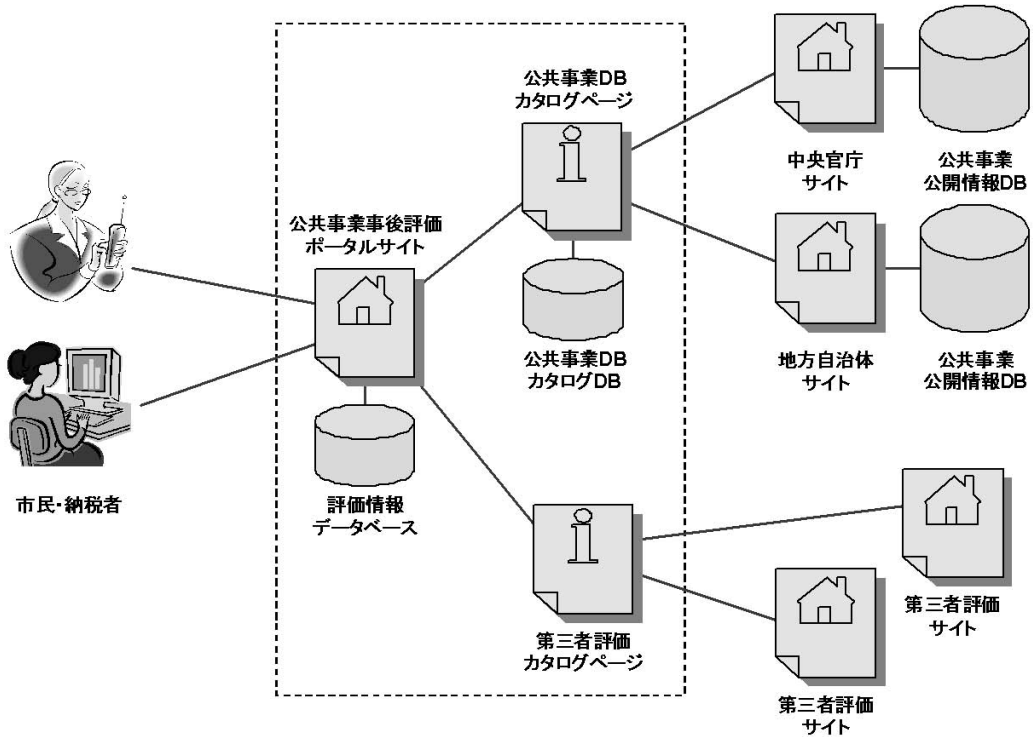 公共事業DB
カタログページ
中央官庁
サイト
公共事業
公開情報DB
公共事業事後評価
ポータルサイト
公共事業DB
カタログDB
地方自治体
サイト
公共事業
公開情報DB
市民・納税者
評価情報
データベース
第三者評価
カタログページ
第三者評価
サイト
第三者評価
サイト